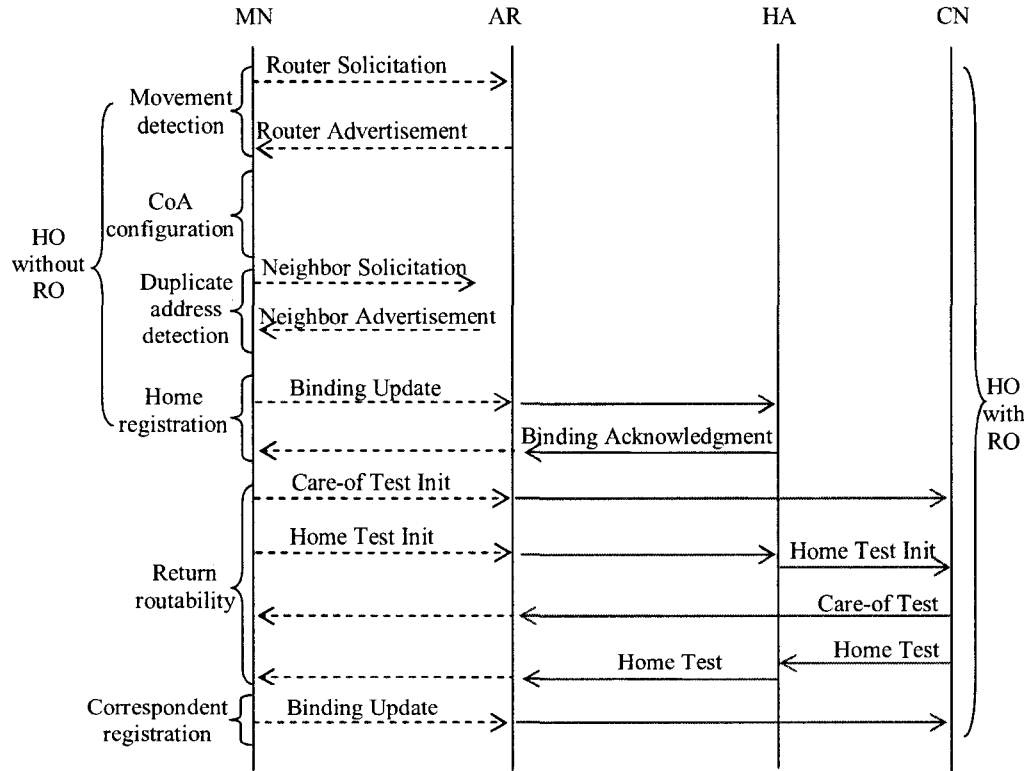 MN AR HA CN
Router Solicitation
Movement
detection
Router Advertisement
CoA
configuration
HO
without
RO
Neighbor Solicitation
Duplicate
address
detection
Neighbor Advertisement
Home
registration
Binding Update
Binding Acknowledgment
HO
with
RO
Care-of Test Init
Home Test Init
Home Test Init
Return
routability
Care-of Test
Home Test
Home Test
Correspondent
registration
Binding Update